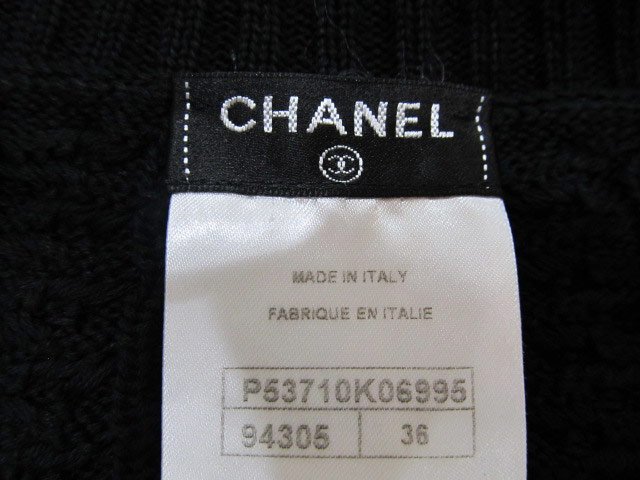 CHANEL
MADE IN ITALY
FABRIQUE EN ITALIE
P53710K06995
94305 36